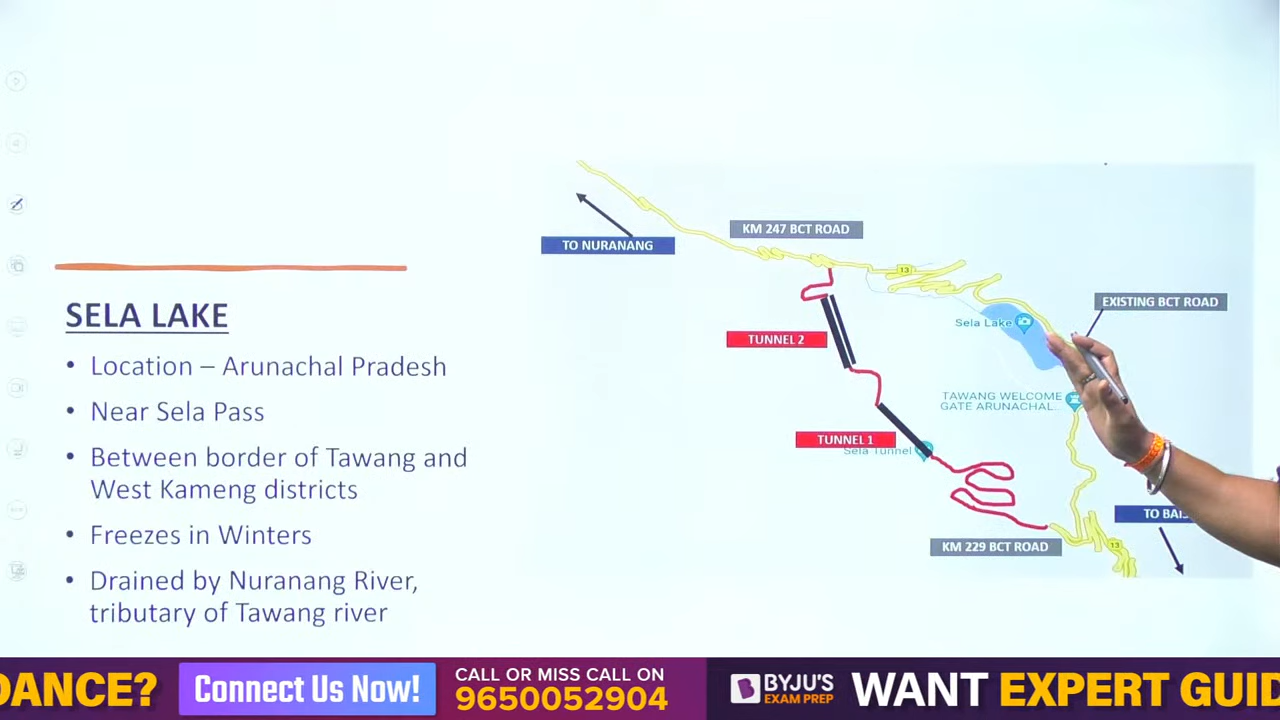 SELA LAKE
• Location – Arunachal Pradesh
• Near Sela Pass
• Between border of Tawang and
West Kameng districts
• Freezes in Winters
• Drained by Nuranang River,
tributary of Tawang river
KM 247 BCT ROAD
TO NURANANG
13
EXISTING BCT ROAD
Sela Lake
TUNNEL 2
TAWANG WELCOME
GATE ARUNACHAL...
TUNNEL 1
Sela Tunnel
TO BAIS
KM 229 BCT ROAD
13
DANCE?
Connect Us Now!
CALL OR MISS CALL ON
9650052904
BYJU'S
EXAM PREP
WANT EXPERT GUID